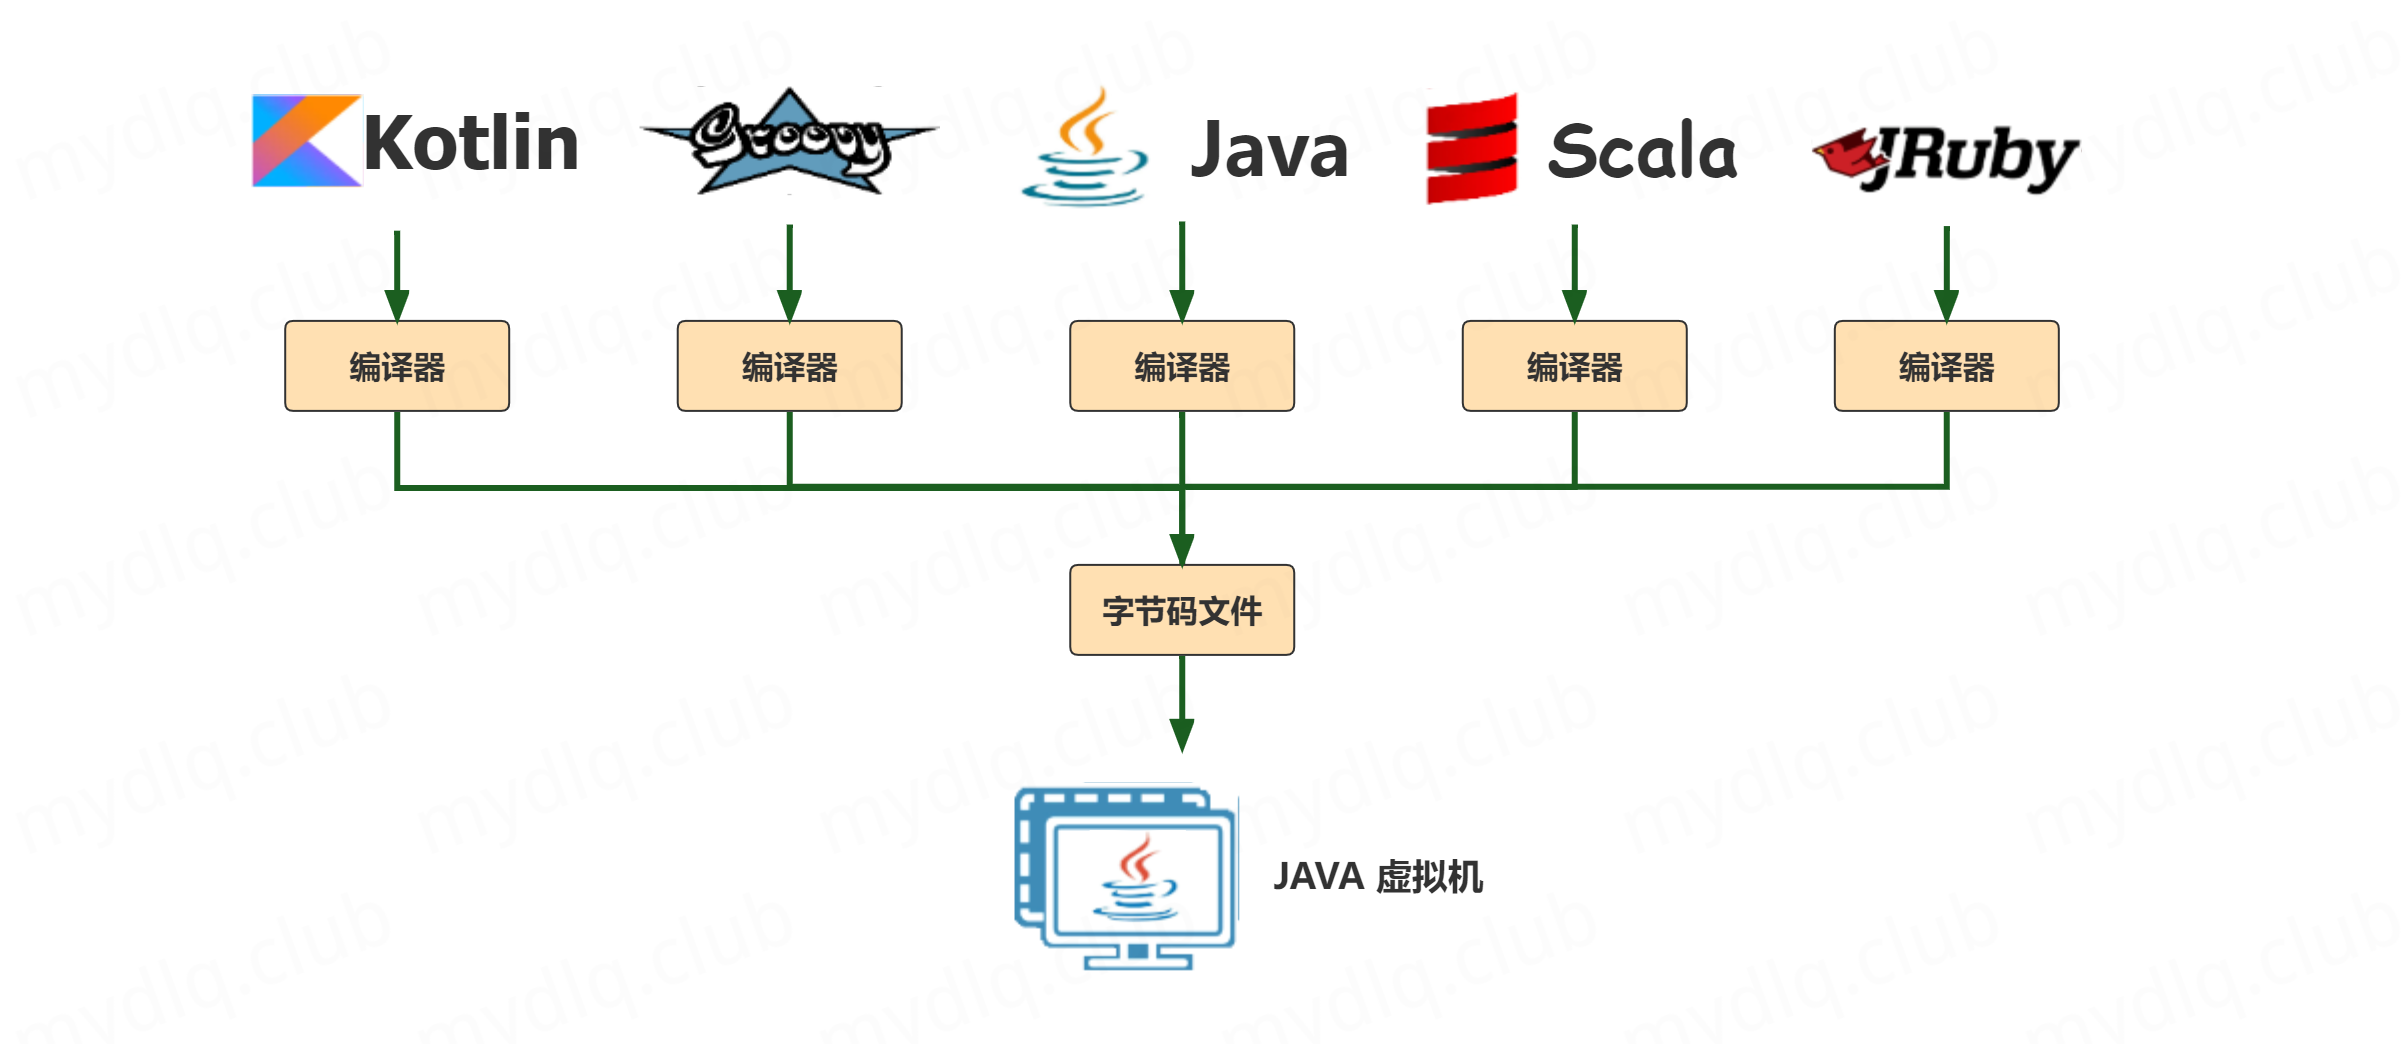 Kotlin
Groovy
Java
Scala
JRuby
编译器
编译器
编译器
编译器
编译器
字节码文件
JAVA 虚拟机
mydlq.club